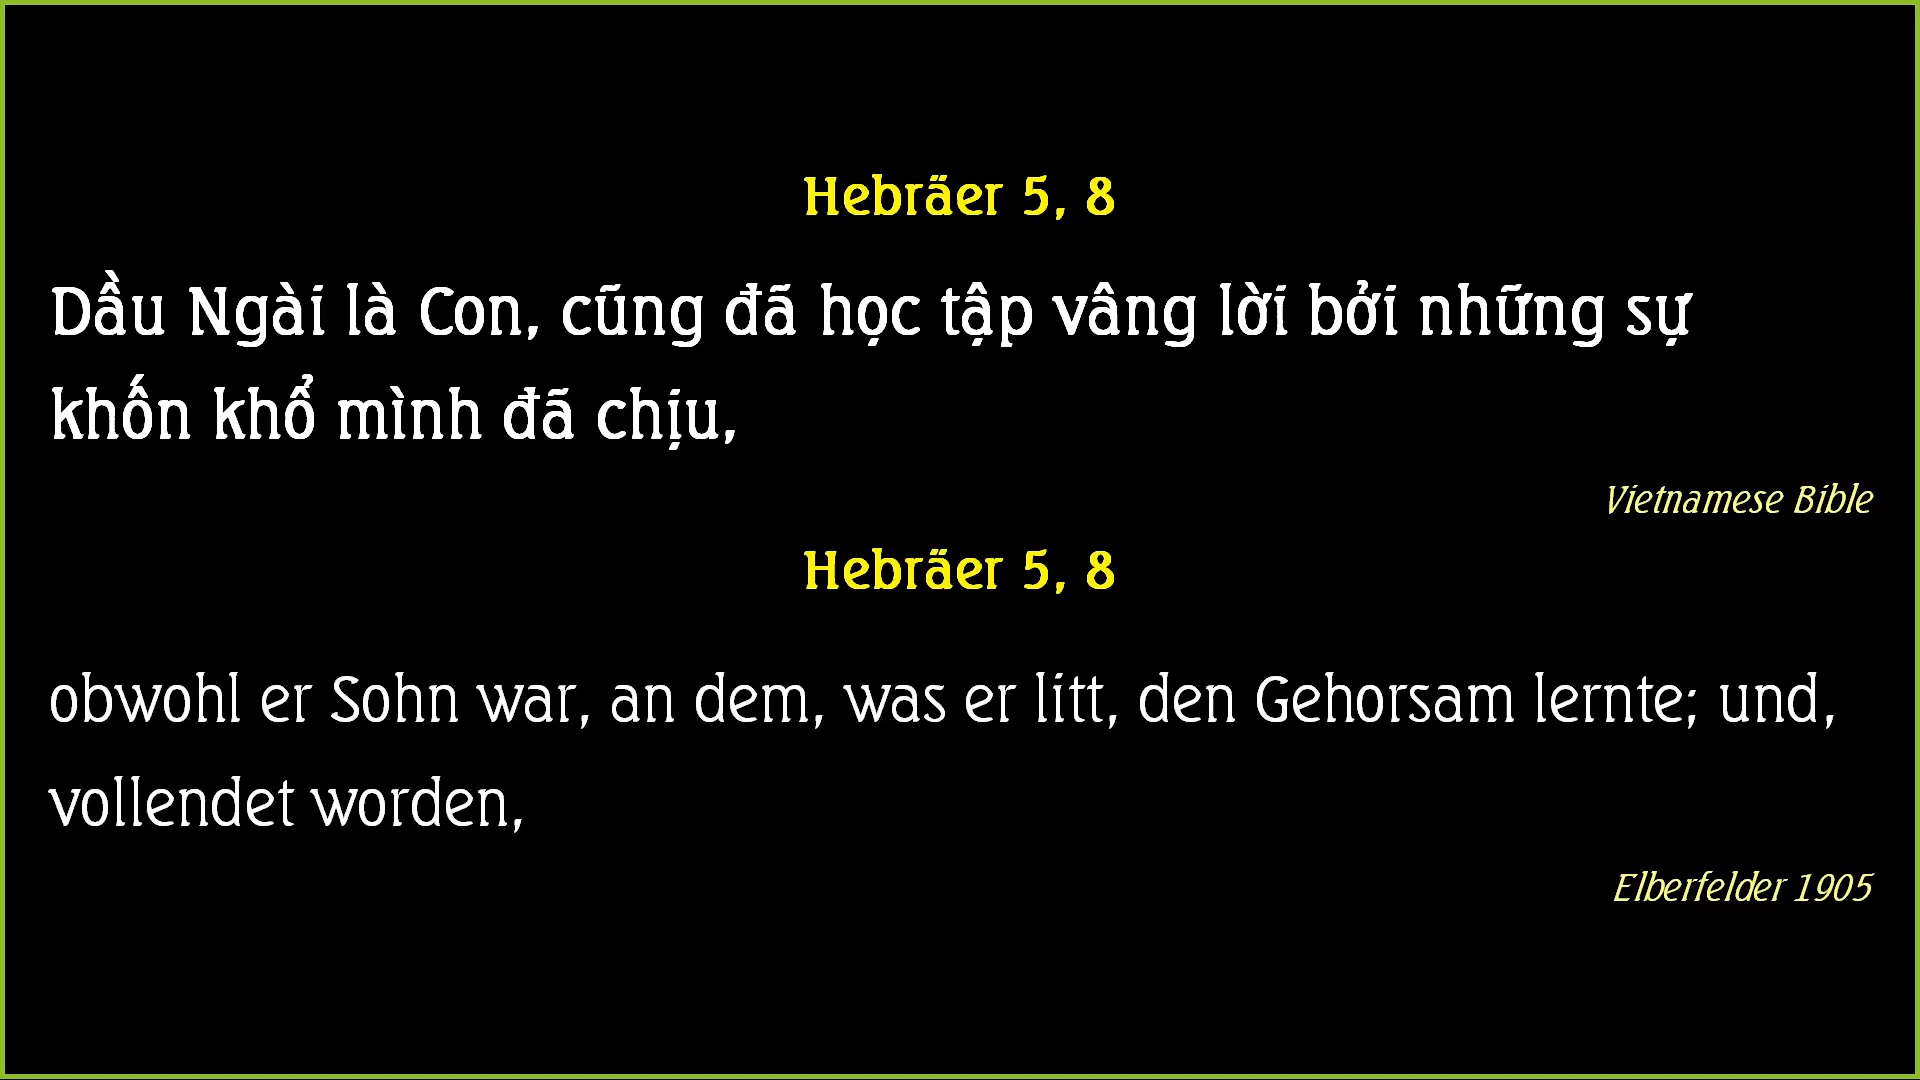 Hebräer 5, 8
Dầu Ngài là Con, cũng đã học tập vâng lời bởi những sự
khốn khổ mình đã chịu,
Vietnamese Bible
Hebräer 5, 8
obwohl er Sohn war, an dem, was er litt, den Gehorsam lernte; und,
vollendet worden,
Elberfelder 1905